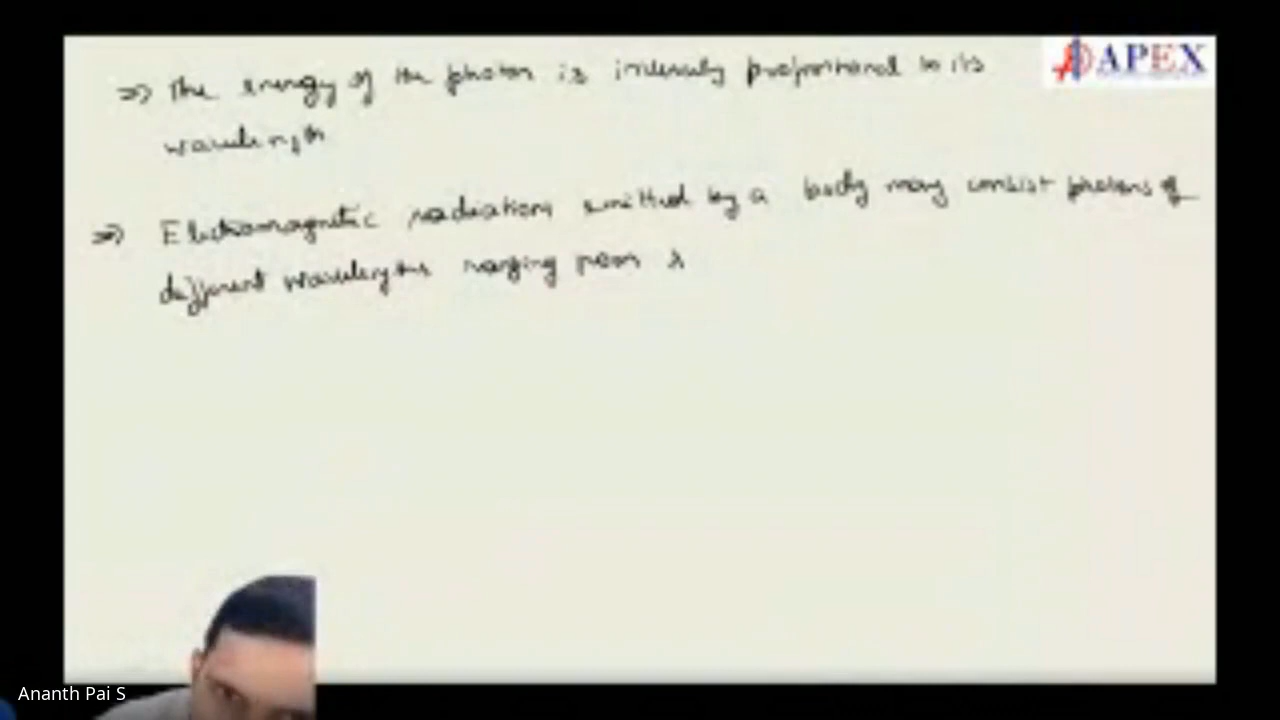 APEX
⇒ The energy of the photon is inversely proportional to its
wavelength
⇒ Electromagnetic radiations emitted by a body may consist photons of
different wavelengths ranging from λ
Ananth Pai S